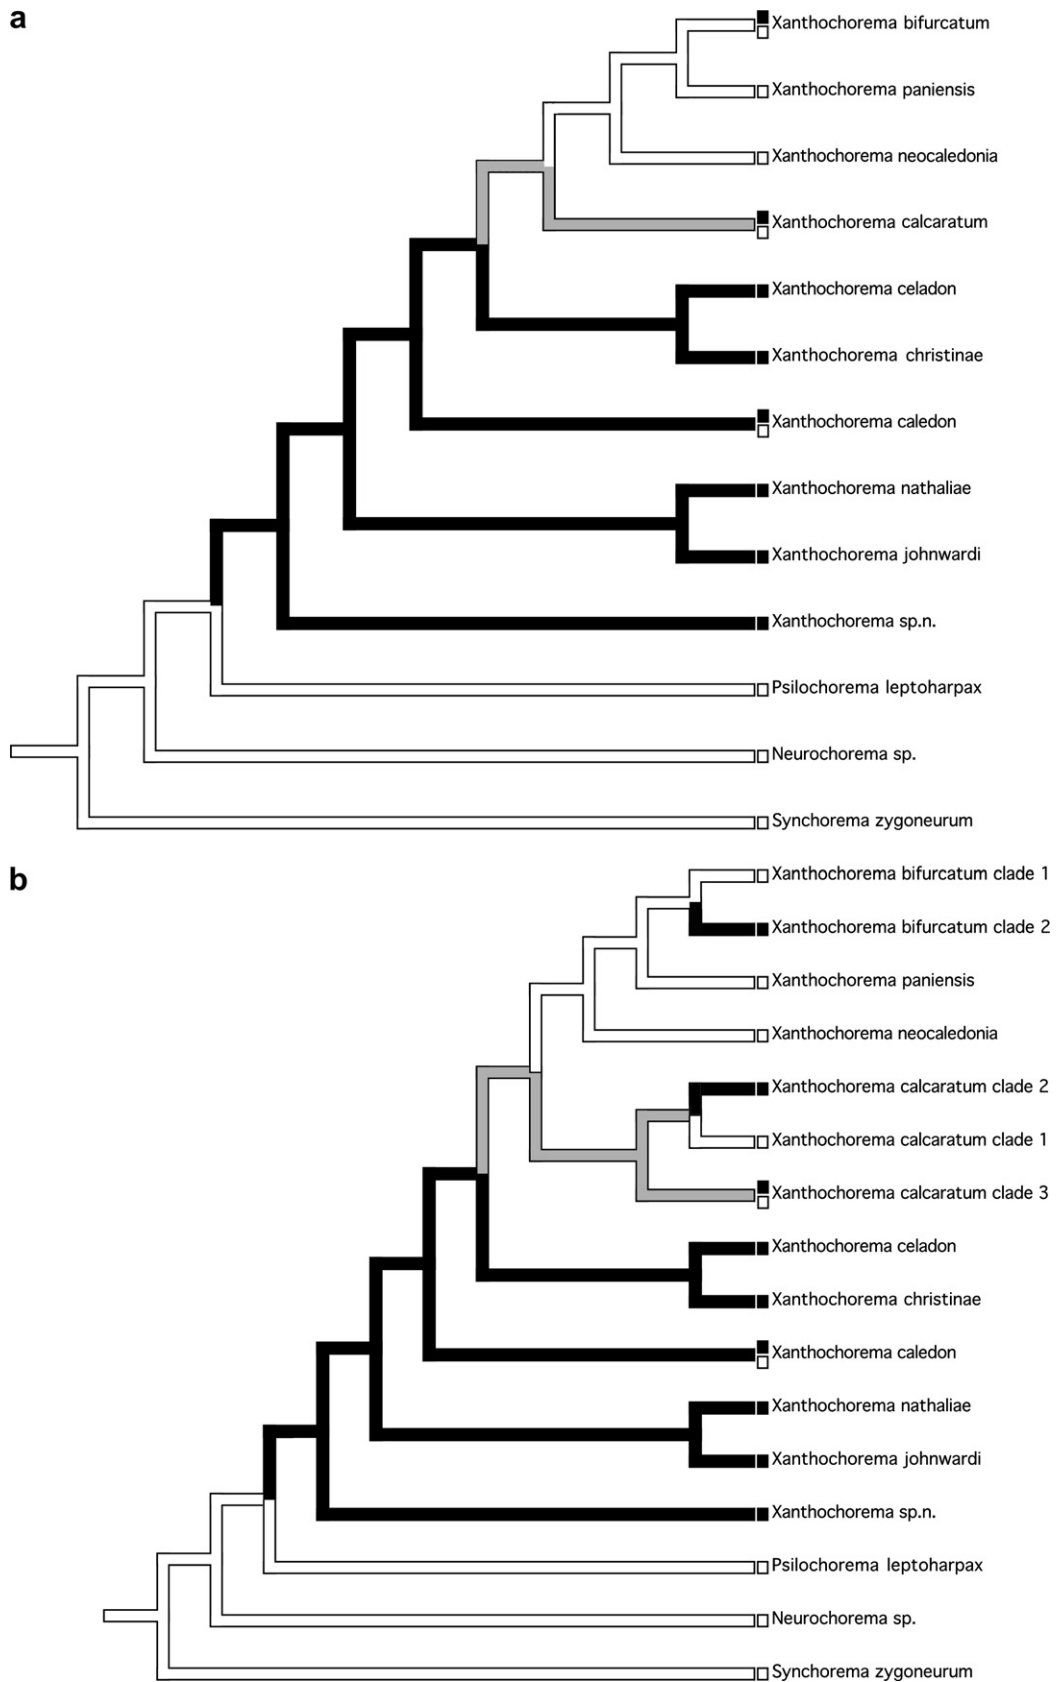 a
Xanthochorema bifurcatum
Xanthochorema paniensis
Xanthochorema neocaledonia
Xanthochorema calcaratum
Xanthochorema celadon
Xanthochorema christinae
Xanthochorema caledon
Xanthochorema nathaliae
Xanthochorema johnwardi
Xanthochorema sp.n.
Psilochorema leptoharpax
Neurochorema sp.
Synchorema zygoneurum
b
Xanthochorema bifurcatum clade 1
Xanthochorema bifurcatum clade 2
Xanthochorema paniensis
Xanthochorema neocaledonia
Xanthochorema calcaratum clade 2
Xanthochorema calcaratum clade 1
Xanthochorema calcaratum clade 3
Xanthochorema celadon
Xanthochorema christinae
Xanthochorema caledon
Xanthochorema nathaliae
Xanthochorema johnwardi
Xanthochorema sp.n.
Psilochorema leptoharpax
Neurochorema sp.
Synchorema zygoneurum